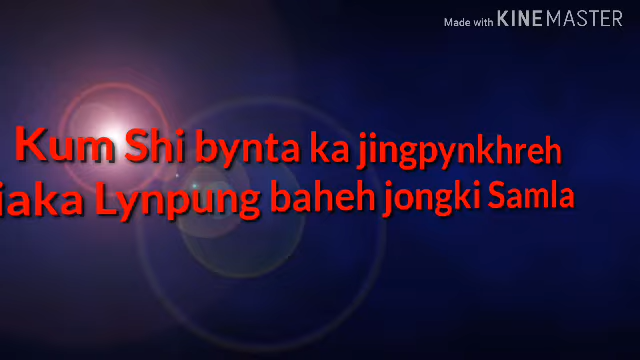 Made with KINEMASTER
Kum Shi bynta ka jingpynkhreh
iaka Lynpung baheh jongki Samla